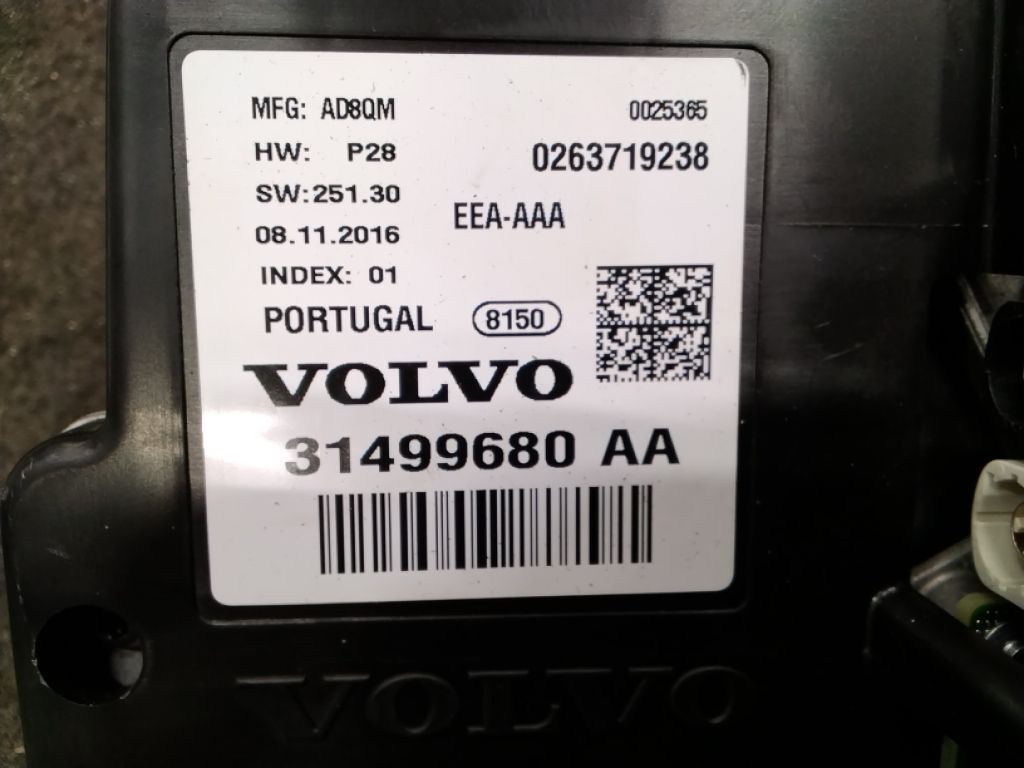 MFG: AD8QM 0025365
HW: P28 0263719238
SW:251.30
EEA-AAA
08.11.2016
INDEX: 01
PORTUGAL 8150
VOLVO
31499680 AA
VOLVO